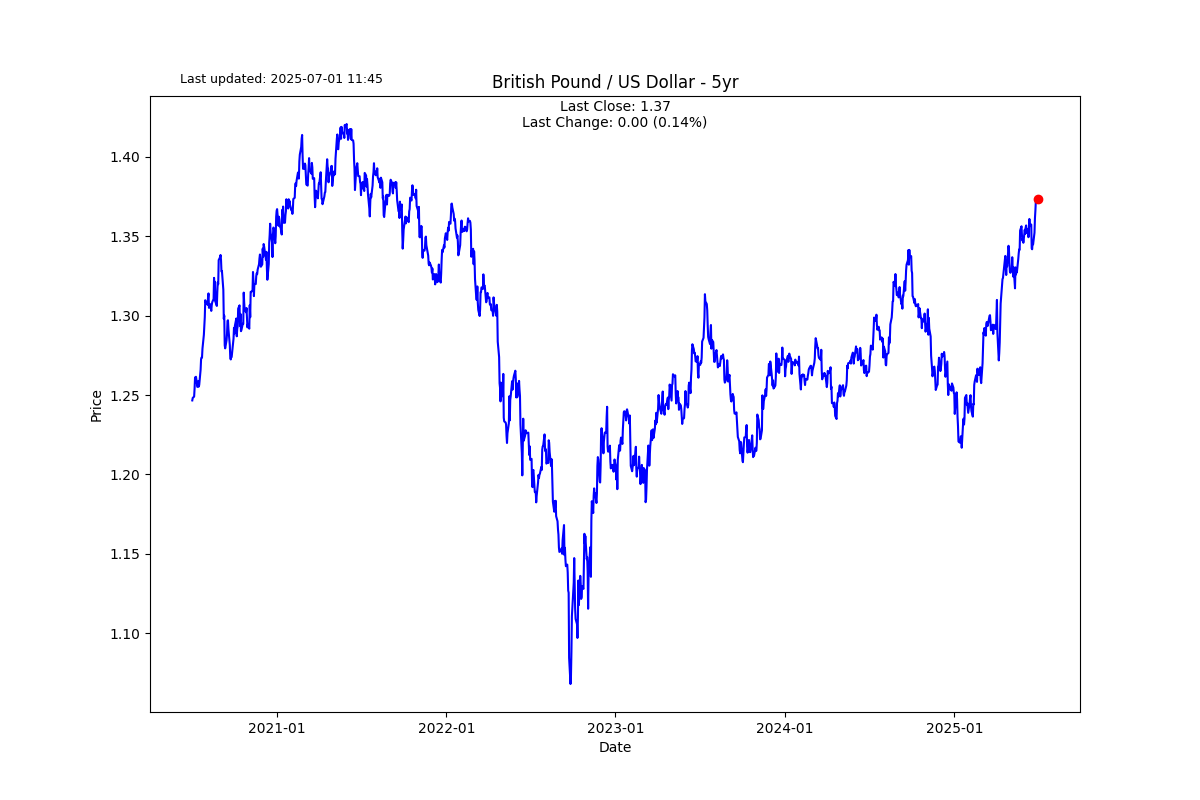 Last updated: 2025-07-01 11:45
British Pound / US Dollar - 5yr
Last Close: 1.37
Last Change: 0.00 (0.14%)
1.40
1.35
1.30
1.25
1.20
1.15
1.10
Price
2021-01 2022-01 2023-01 2024-01 2025-01
Date